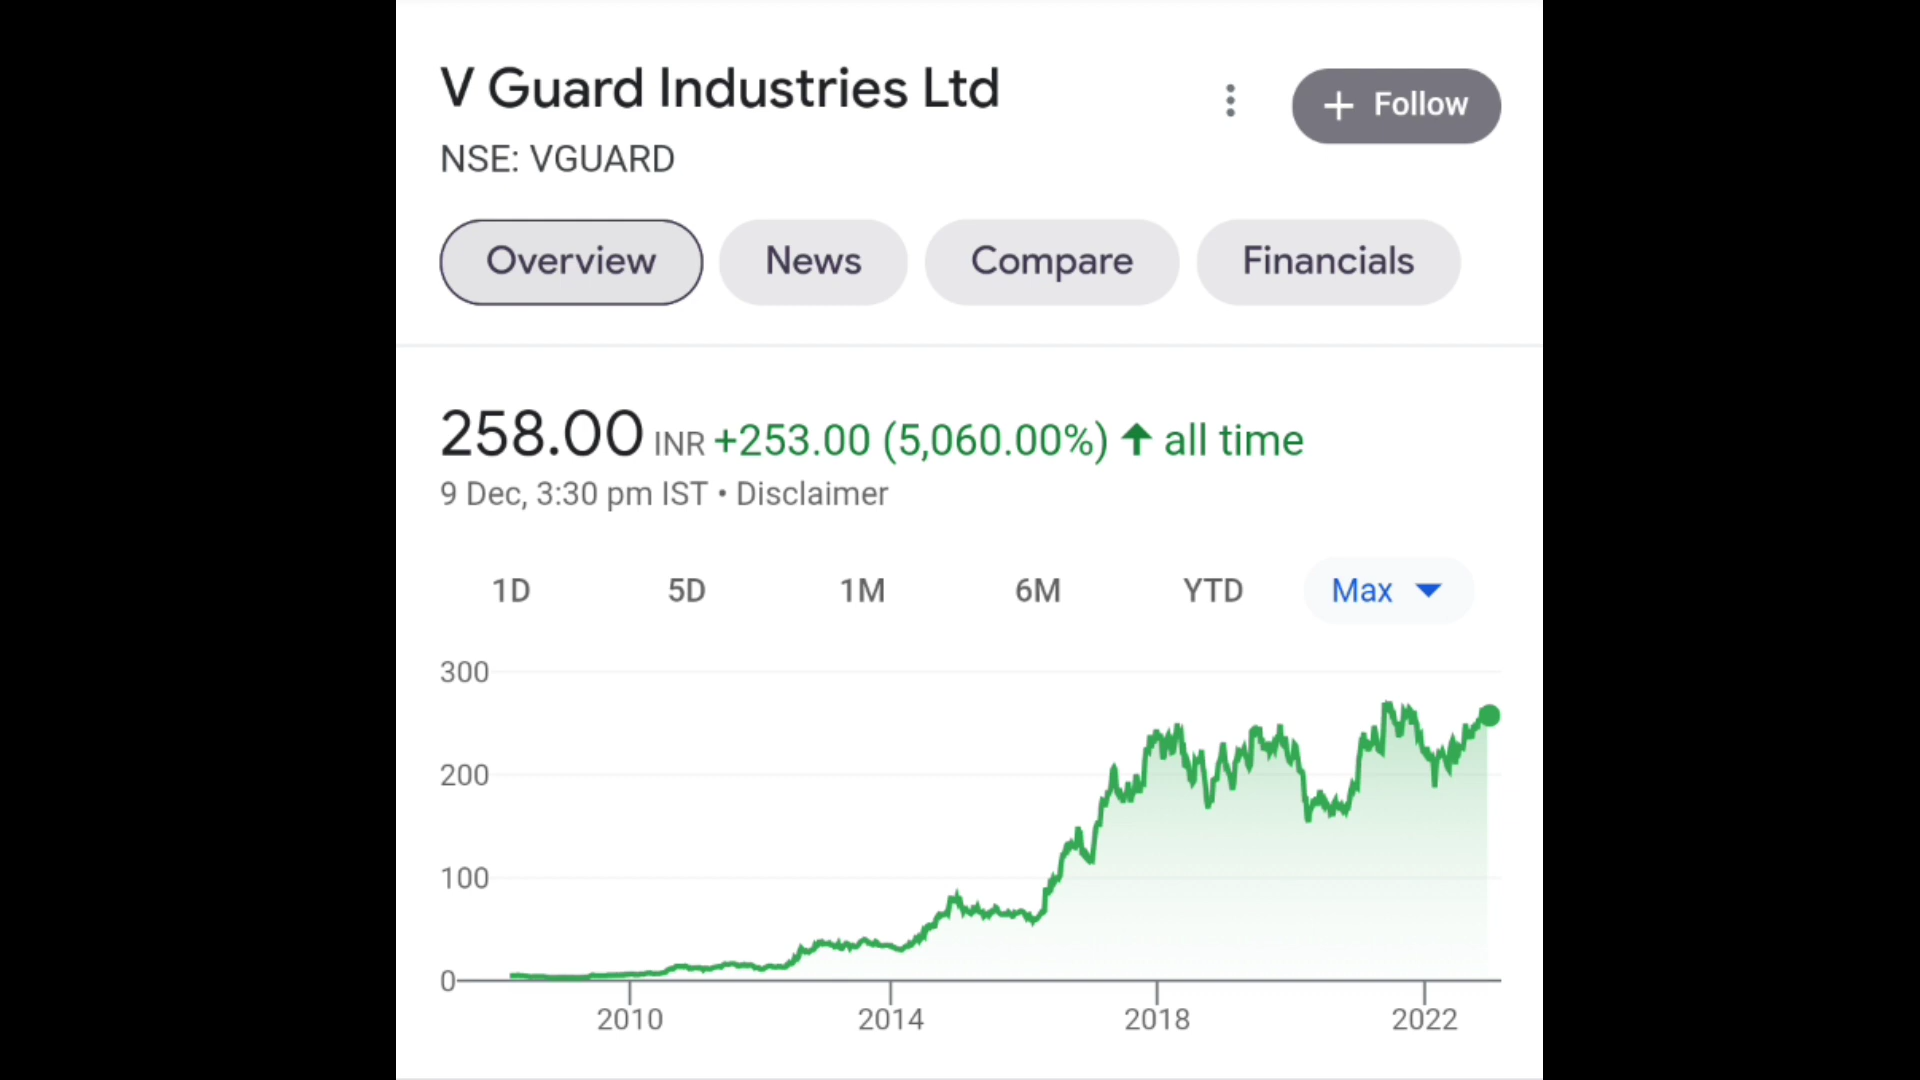 V Guard Industries Ltd
+ Follow
NSE: VGUARD
Overview News Compare Financials
258.00 INR +253.00 (5,060.00%) ↑ all time
9 Dec, 3:30 pm IST • Disclaimer
1D 5D 1M 6M YTD Max
300
200
100
0
2010 2014 2018 2022